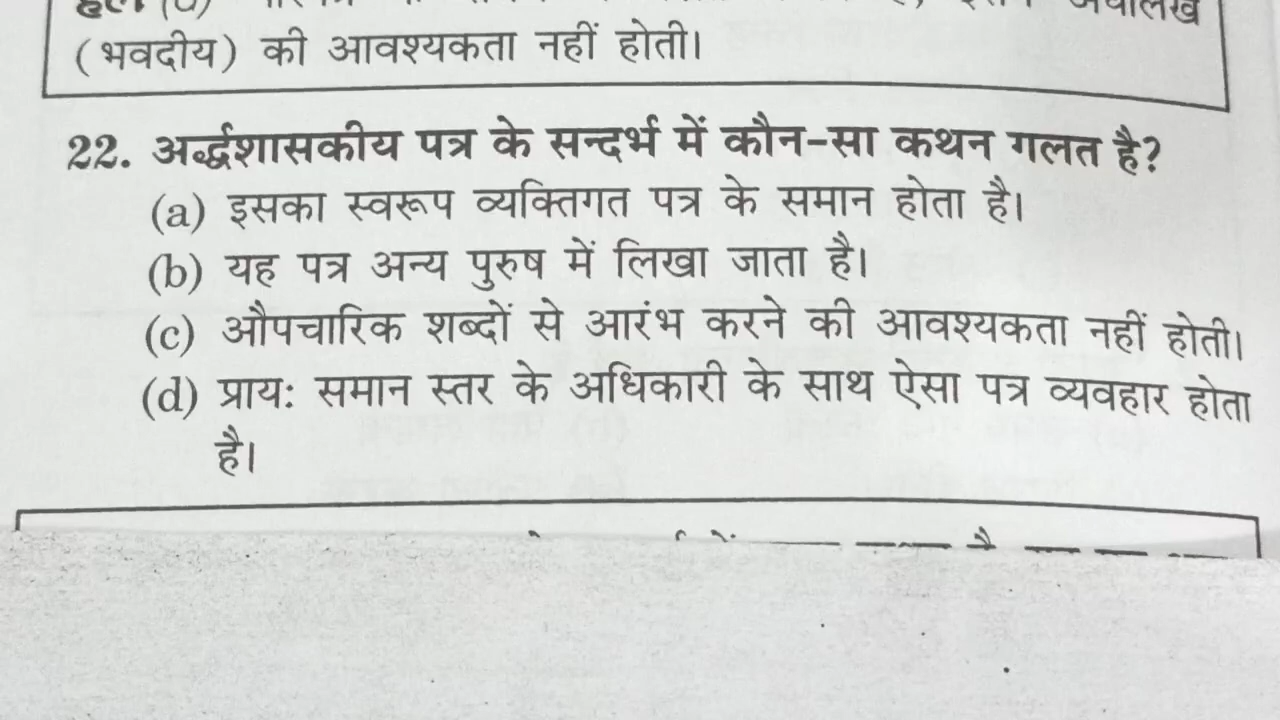 (भवदीय) की आवश्यकता नहीं होती।
22. अर्द्धशासकीय पत्र के सन्दर्भ में कौन-सा कथन गलत है?
(a) इसका स्वरूप व्यक्तिगत पत्र के समान होता है।
(b) यह पत्र अन्य पुरुष में लिखा जाता है।
(c) औपचारिक शब्दों से आरंभ करने की आवश्यकता नहीं होती।
(d) प्राय: समान स्तर के अधिकारी के साथ ऐसा पत्र व्यवहार होता
है।